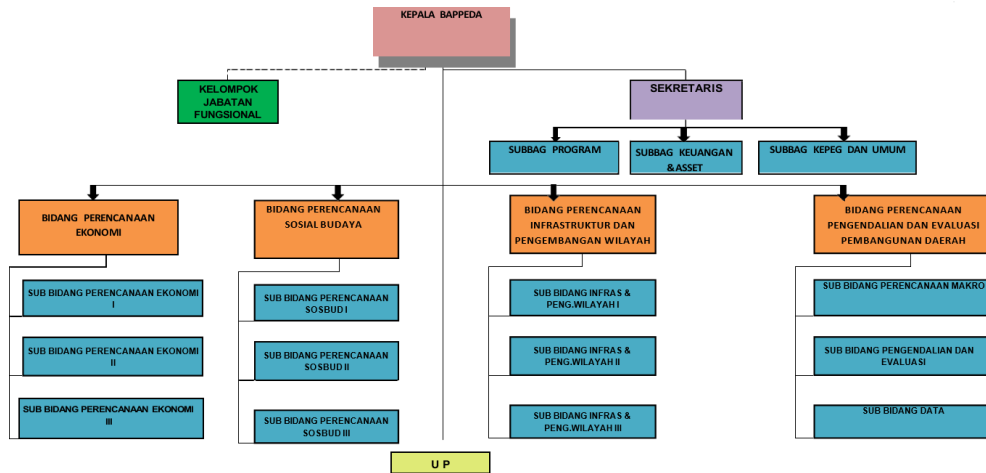 KEPALA BAPPEDA
KELOMPOK
JABATAN
FUNGSIONAL
SEKRETARIS
SUBBAG PROGRAM
SUBBAG KEUANGAN
&ASSET
SUBBAG KEPEG DAN UMUM
BIDANG PERENCANAAN
EKONOMI
BIDANG PERENCANAAN
SOSIAL BUDAYA
BIDANG PERENCANAAN
INFRASTRUKTUR DAN
PENGEMBANGAN WILAYAH
BIDANG PERENCANAAN
PENGENDALIAN DAN EVALUASI
PEMBANGUNAN DAERAH
SUB BIDANG PERENCANAAN EKONOMI
I
SUB BIDANG PERENCANAAN
SOSBUD I
SUB BIDANG INFRAS &
PENG.WILAYAH I
SUB BIDANG PERENCANAAN MAKRO
SUB BIDANG PERENCANAAN EKONOMI
II
SUB BIDANG PERENCANAAN
SOSBUD II
SUB BIDANG INFRAS &
PENG.WILAYAH II
SUB BIDANG PENGENDALIAN DAN
EVALUASI
SUB BIDANG PERENCANAAN EKONOMI
III
SUB BIDANG PERENCANAAN
SOSBUD III
SUB BIDANG INFRAS &
PENG.WILAYAH III
SUB BIDANG DATA
U P